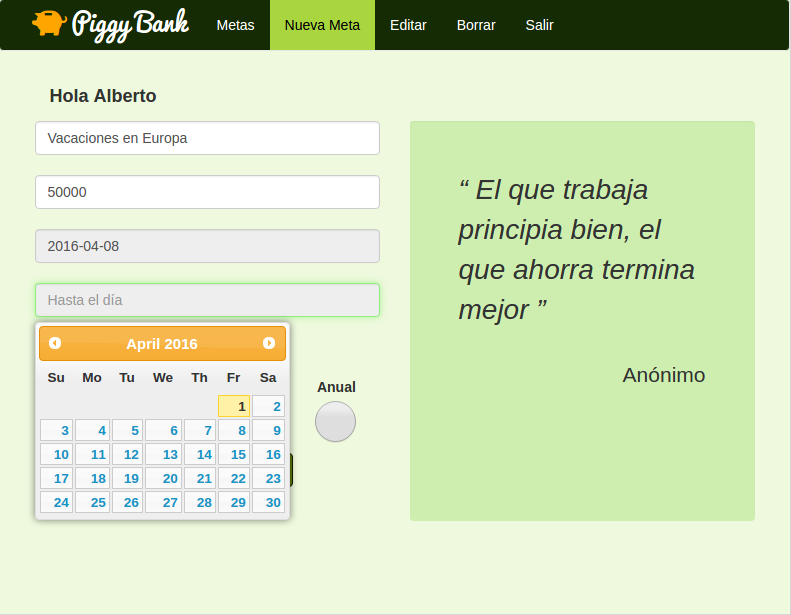 Piggy Bank Metas Nueva Meta Editar Borrar Salir
Hola Alberto
Vacaciones en Europa
50000
2016-04-08
Hasta el día
April 2016
Su Mo Tu We Th Fr Sa
1 2
3 4 5 6 7 8 9
10 11 12 13 14 15 16
17 18 19 20 21 22 23
24 25 26 27 28 29 30
Anual
“ El que trabaja
principia bien, el
que ahorra termina
mejor ”
Anónimo